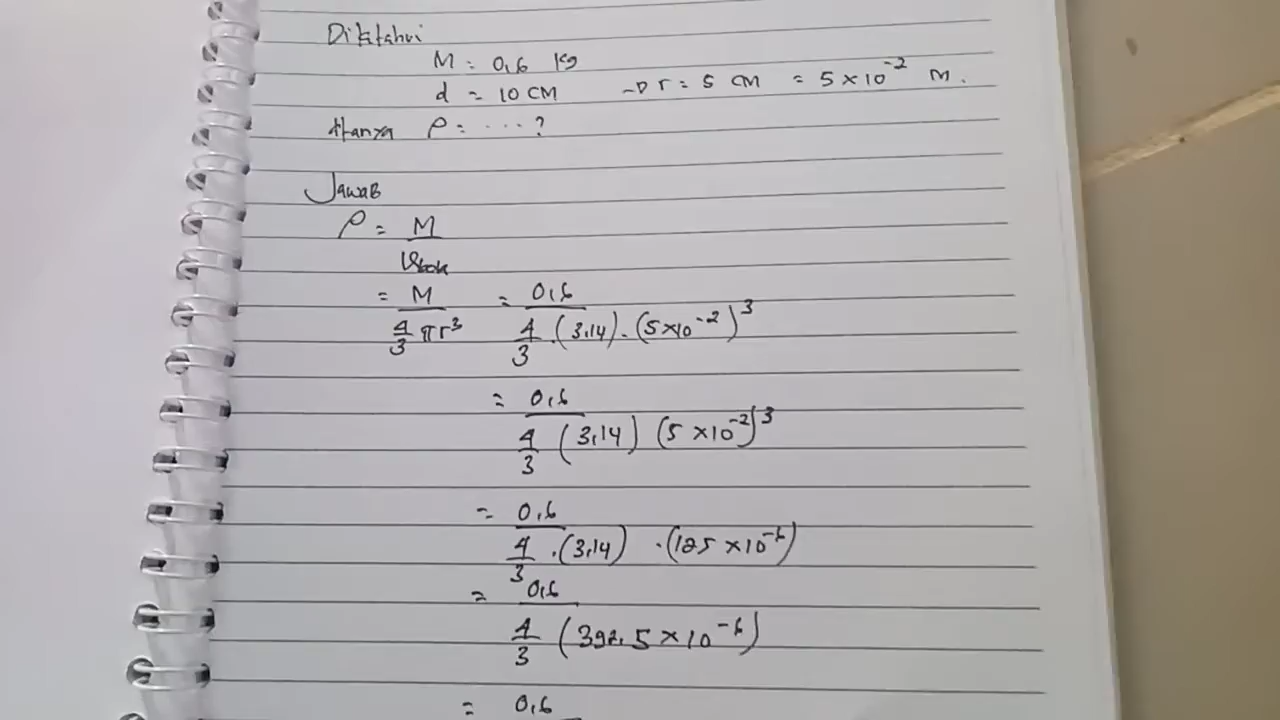 Diketahui
M = 0,6 kg
d = 10 CM → r = 5 CM = 5 × 10⁻² M.
Hanya ρ = .... ?
Jawab
ρ = M / Vbola
= M / 4/3 πr³ = 0,6 / 4/3 . (3.14) . (5×10⁻²)³
= 0,6 / 4/3 (3,14) (5 ×10⁻²)³
= 0,6 / 4/3 . (3,14) . (125 ×10⁻⁶)
= 0,6 / 4/3 (392,5 × 10⁻⁶)
= 0,6